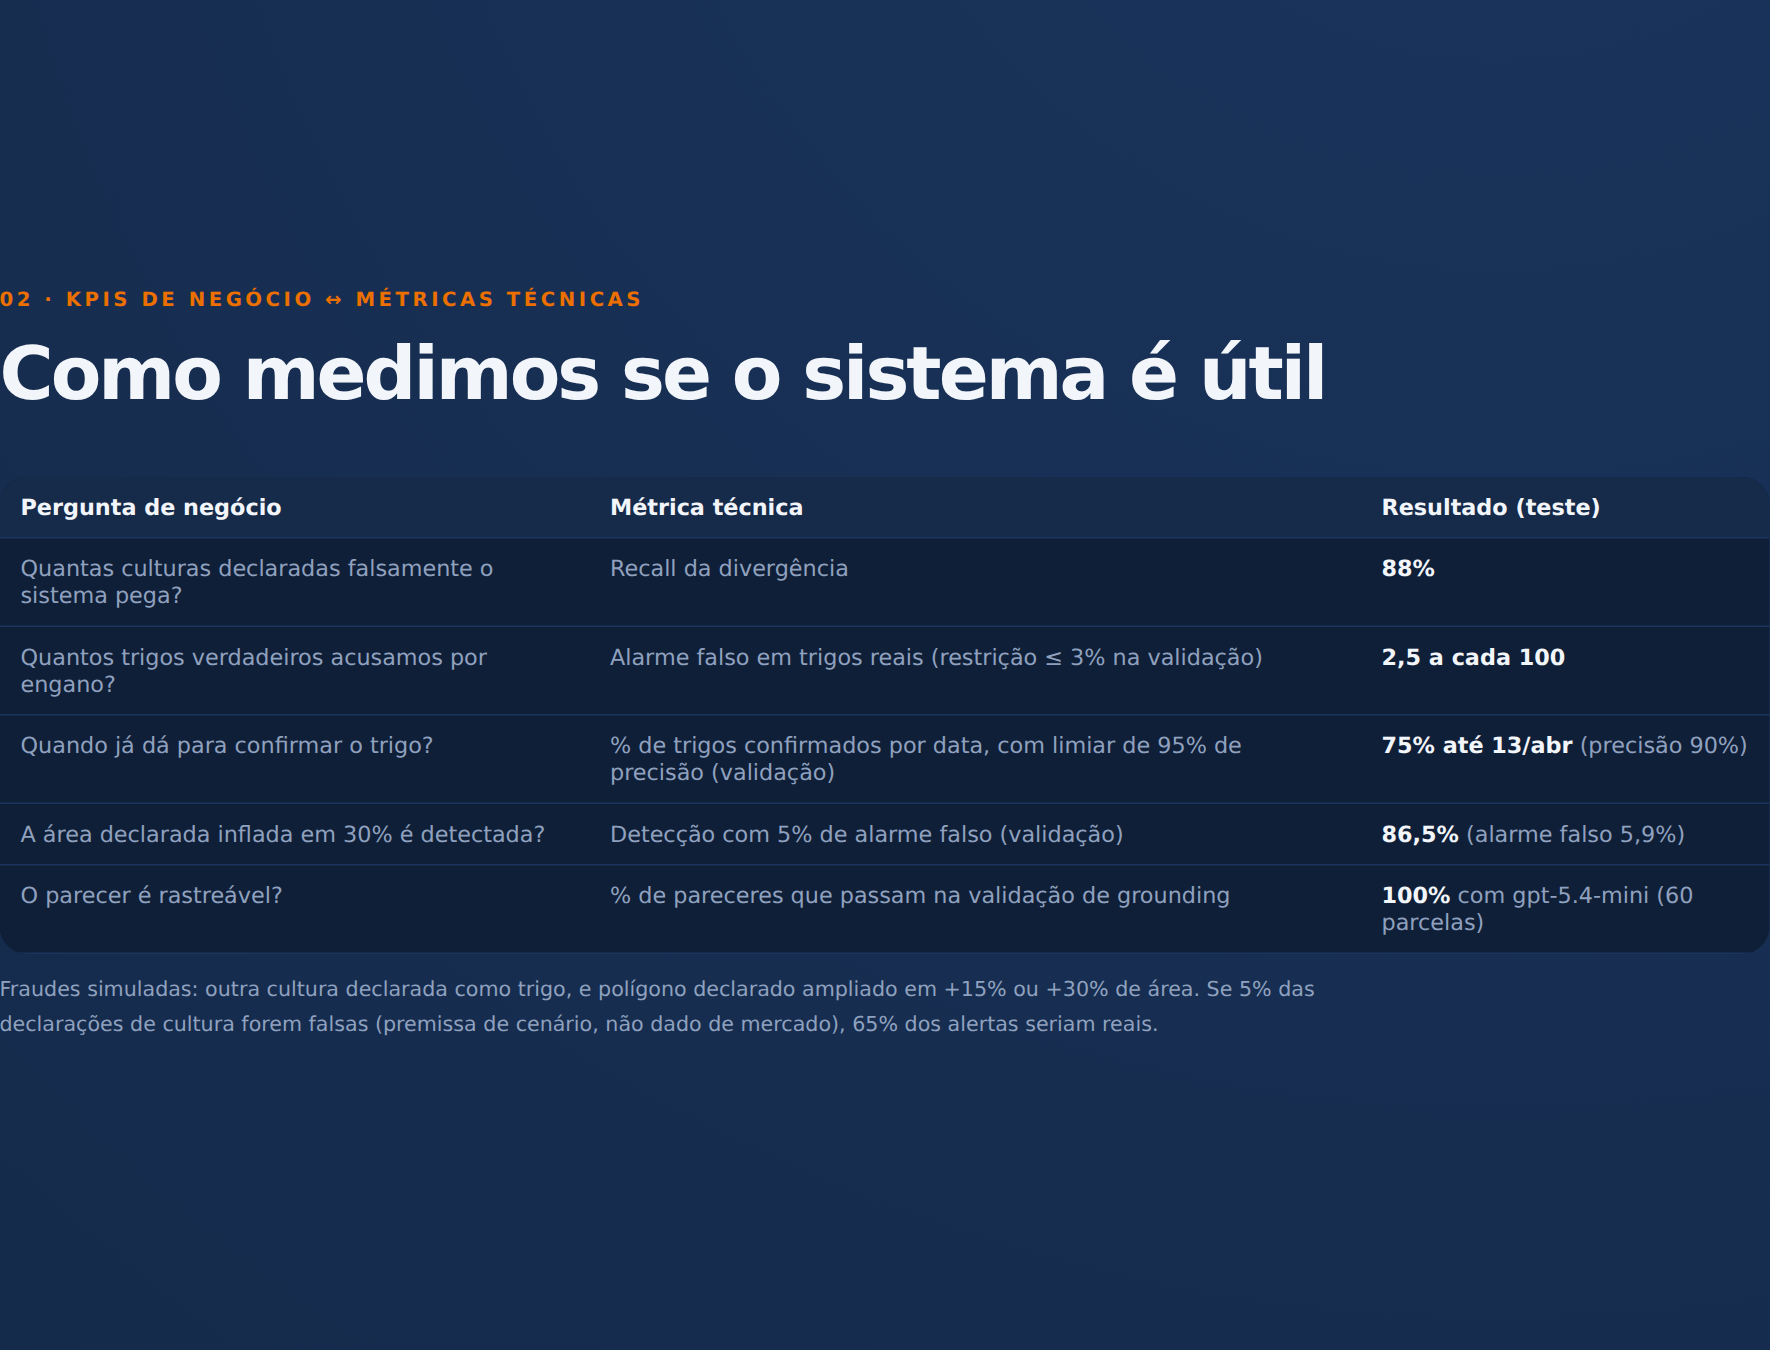 02 · KPIS DE NEGÓCIO ↔ MÉTRICAS TÉCNICAS
Como medimos se o sistema é útil
Pergunta de negócio
Métrica técnica
Resultado (teste)
Quantas culturas declaradas falsamente o
sistema pega?
Recall da divergência
88%
Quantos trigos verdadeiros acusamos por
engano?
Alarme falso em trigos reais (restrição ≤ 3% na validação)
2,5 a cada 100
Quando já dá para confirmar o trigo?
% de trigos confirmados por data, com limiar de 95% de
precisão (validação)
75% até 13/abr (precisão 90%)
A área declarada inflada em 30% é detectada?
Detecção com 5% de alarme falso (validação)
86,5% (alarme falso 5,9%)
O parecer é rastreável?
% de pareceres que passam na validação de grounding
100% com gpt-5.4-mini (60
parcelas)
Fraudes simuladas: outra cultura declarada como trigo, e polígono declarado ampliado em +15% ou +30% de área. Se 5% das
declarações de cultura forem falsas (premissa de cenário, não dado de mercado), 65% dos alertas seriam reais.